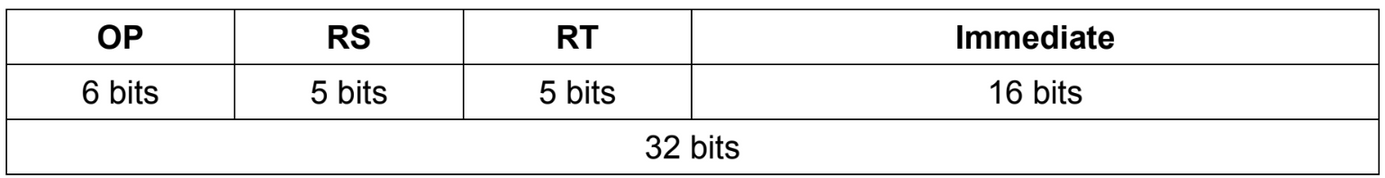 OP RS RT Immediate
6 bits 5 bits 5 bits 16 bits
32 bits